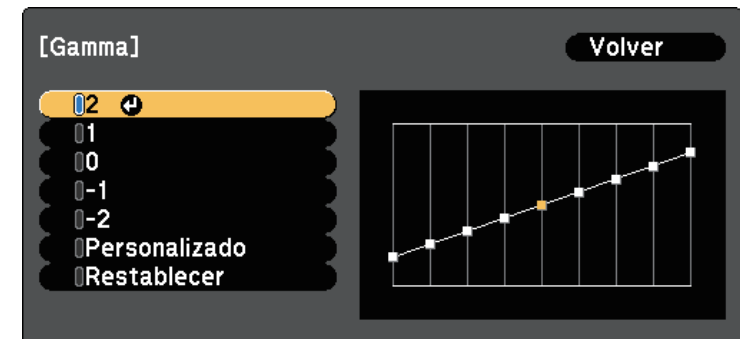 [Gamma]
Volver
2
1
0
-1
-2
Personalizado
Restablecer